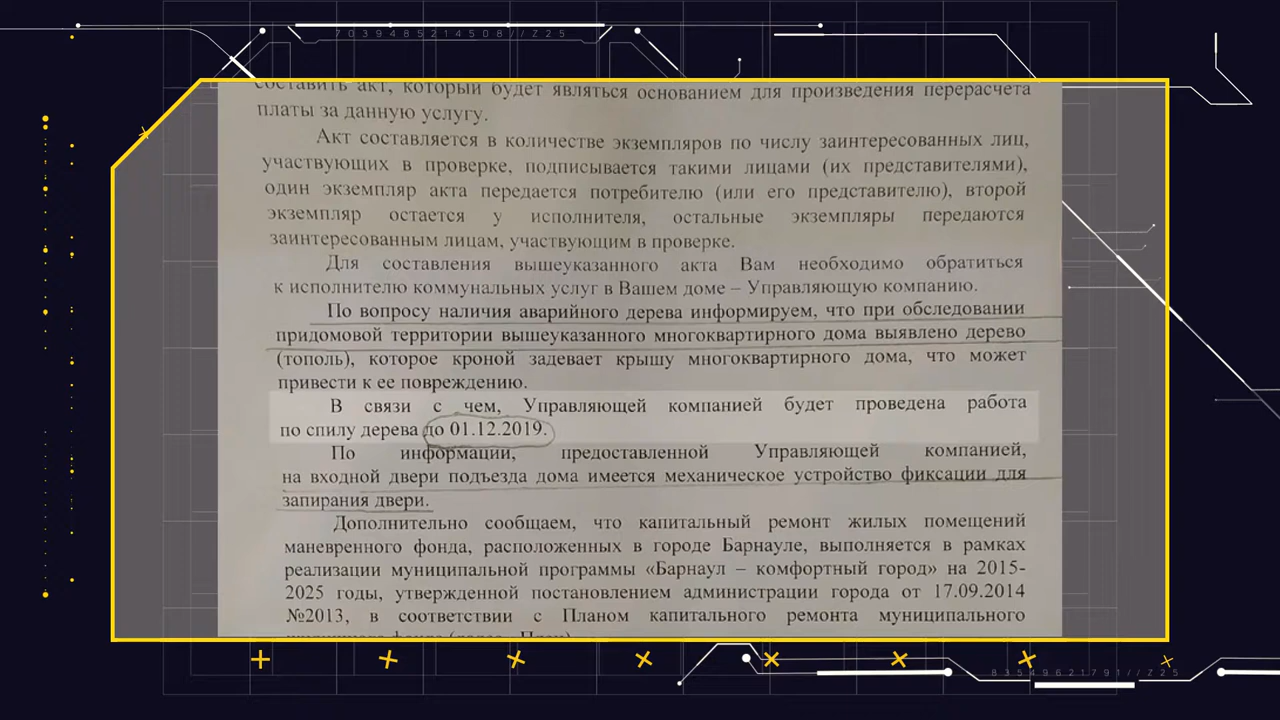 7039485214508//Z25
составить акт, который будет являться основанием для произведения перерасчета
платы за данную услугу.
Акт составляется в количестве экземпляров по числу заинтересованных лиц,
участвующих в проверке, подписывается такими лицами (их представителями),
один экземпляр акта передается потребителю (или его представителю), второй
экземпляр остается у исполнителя, остальные экземпляры передаются
заинтересованным лицам, участвующим в проверке.
Для составления вышеуказанного акта Вам необходимо обратиться
к исполнителю коммунальных услуг в Вашем доме – Управляющую компанию.
По вопросу наличия аварийного дерева информируем, что при обследовании
придомовой территории вышеуказанного многоквартирного дома выявлено дерево
(тополь), которое кроной задевает крышу многоквартирного дома, что может
привести к ее повреждению.
В связи с чем, Управляющей компанией будет проведена работа
по спилу дерева до 01.12.2019.
По информации, предоставленной Управляющей компанией,
на входной двери подъезда дома имеется механическое устройство фиксации для
запирания двери.
Дополнительно сообщаем, что капитальный ремонт жилых помещений
маневренного фонда, расположенных в городе Барнауле, выполняется в рамках
реализации муниципальной программы «Барнаул – комфортный город» на 2015-
2025 годы, утвержденной постановлением администрации города от 17.09.2014
№2013, в соответствии с Планом капитального ремонта муниципального
83549621791//Z25